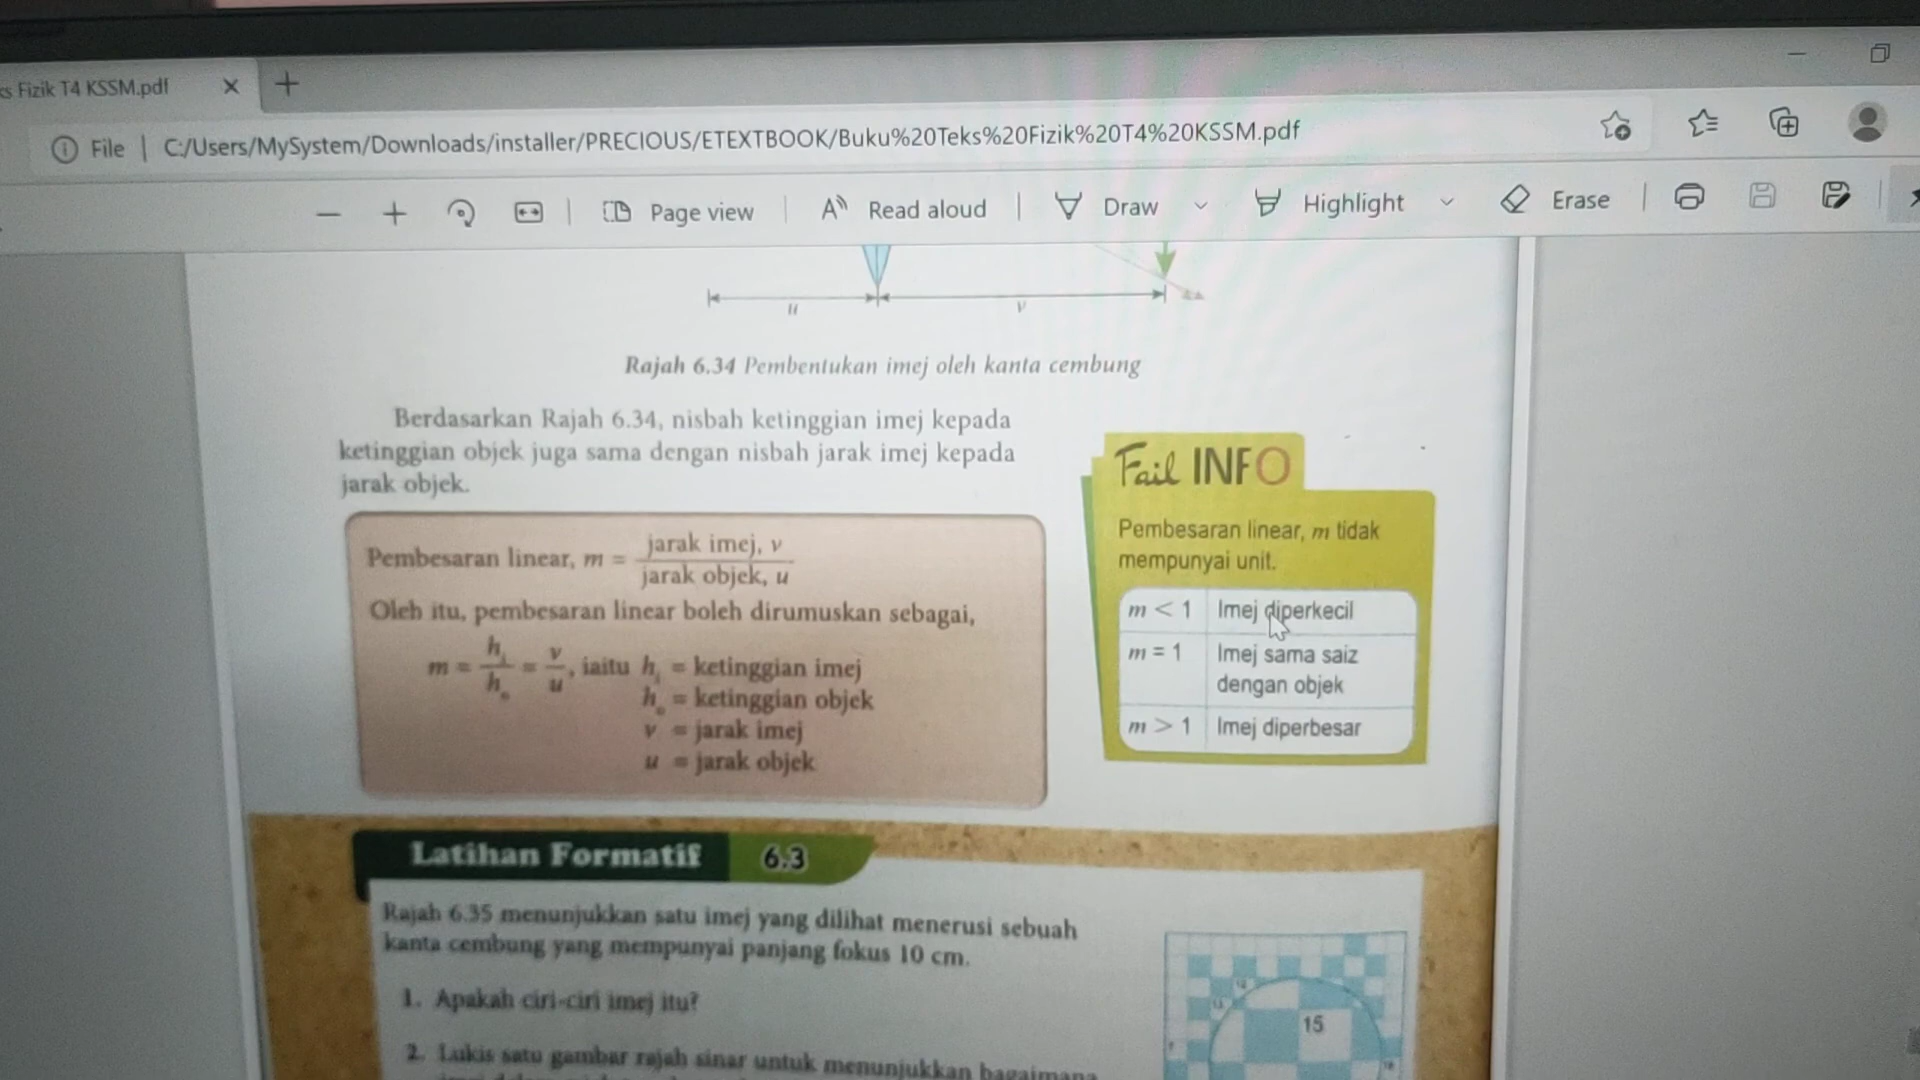 Fizik T4 KSSM.pdf
File | C:/Users/MySystem/Downloads/installer/PRECIOUS/ETEXTBOOK/Buku%20Teks%20Fizik%20T4%20KSSM.pdf
Page view
Read aloud
Draw
Highlight
Erase
u
v
Rajah 6.34 Pembentukan imej oleh kanta cembung
Berdasarkan Rajah 6.34, nisbah ketinggian imej kepada
ketinggian objek juga sama dengan nisbah jarak imej kepada
jarak objek.
Pembesaran linear, m = jarak imej, v / jarak objek, u
Oleh itu, pembesaran linear boleh dirumuskan sebagai,
m = hᵢ/hₒ = v/u, iaitu hᵢ = ketinggian imej
hₒ = ketinggian objek
v = jarak imej
u = jarak objek
Fail INFO
Pembesaran linear, m tidak
mempunyai unit.
m < 1 Imej diperkecil
m = 1 Imej sama saiz
dengan objek
m > 1 Imej diperbesar
Latihan Formatif 6.3
Rajah 6.35 menunjukkan satu imej yang dilihat menerusi sebuah
kanta cembung yang mempunyai panjang fokus 10 cm.
1. Apakah ciri-ciri imej itu?
2. Lukis satu gambar rajah sinar untuk menunjukkan bagaimana
15